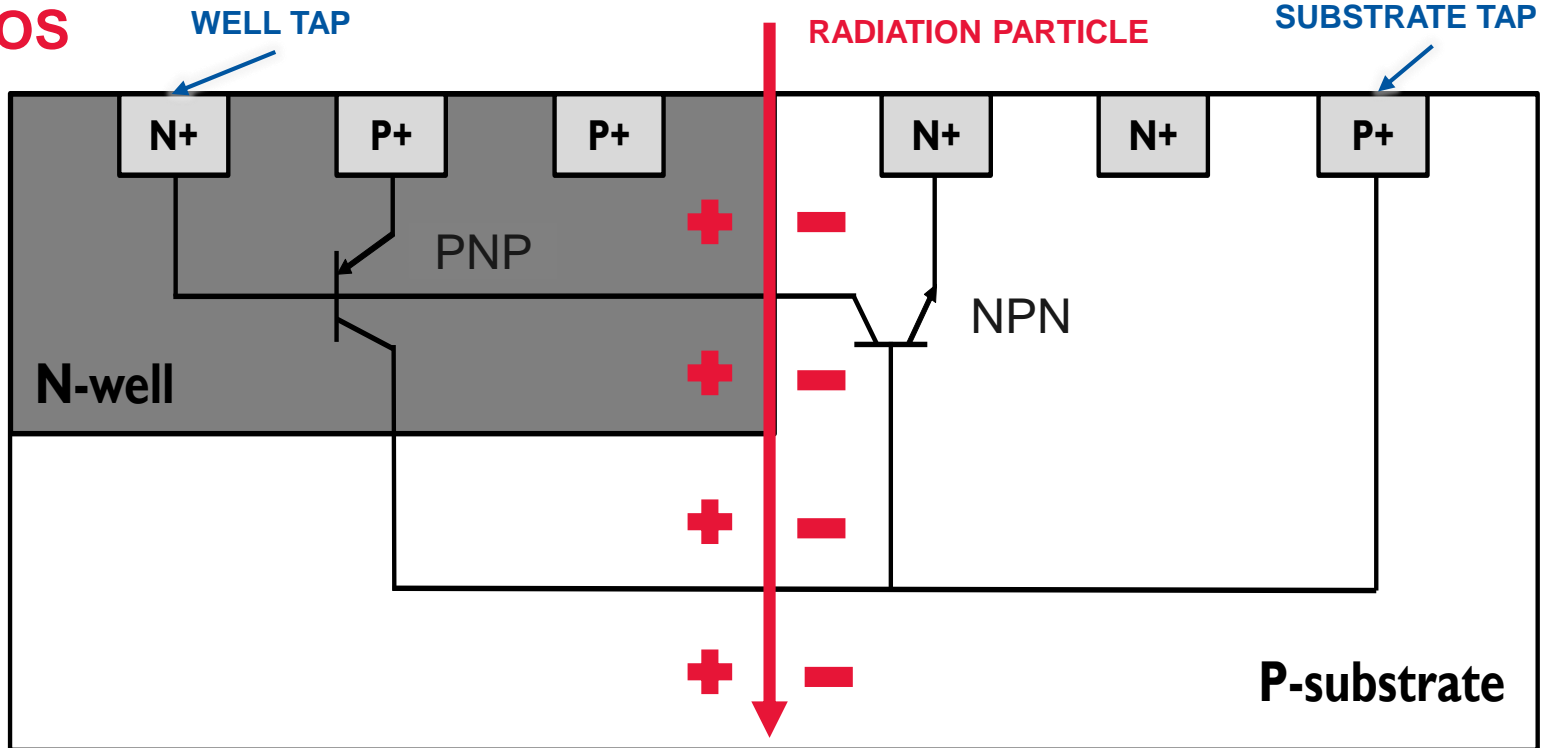 OS
WELL TAP
RADIATION PARTICLE
SUBSTRATE TAP
N+ P+ P+ N+ N+ P+
PNP
NPN
N-well
P-substrate